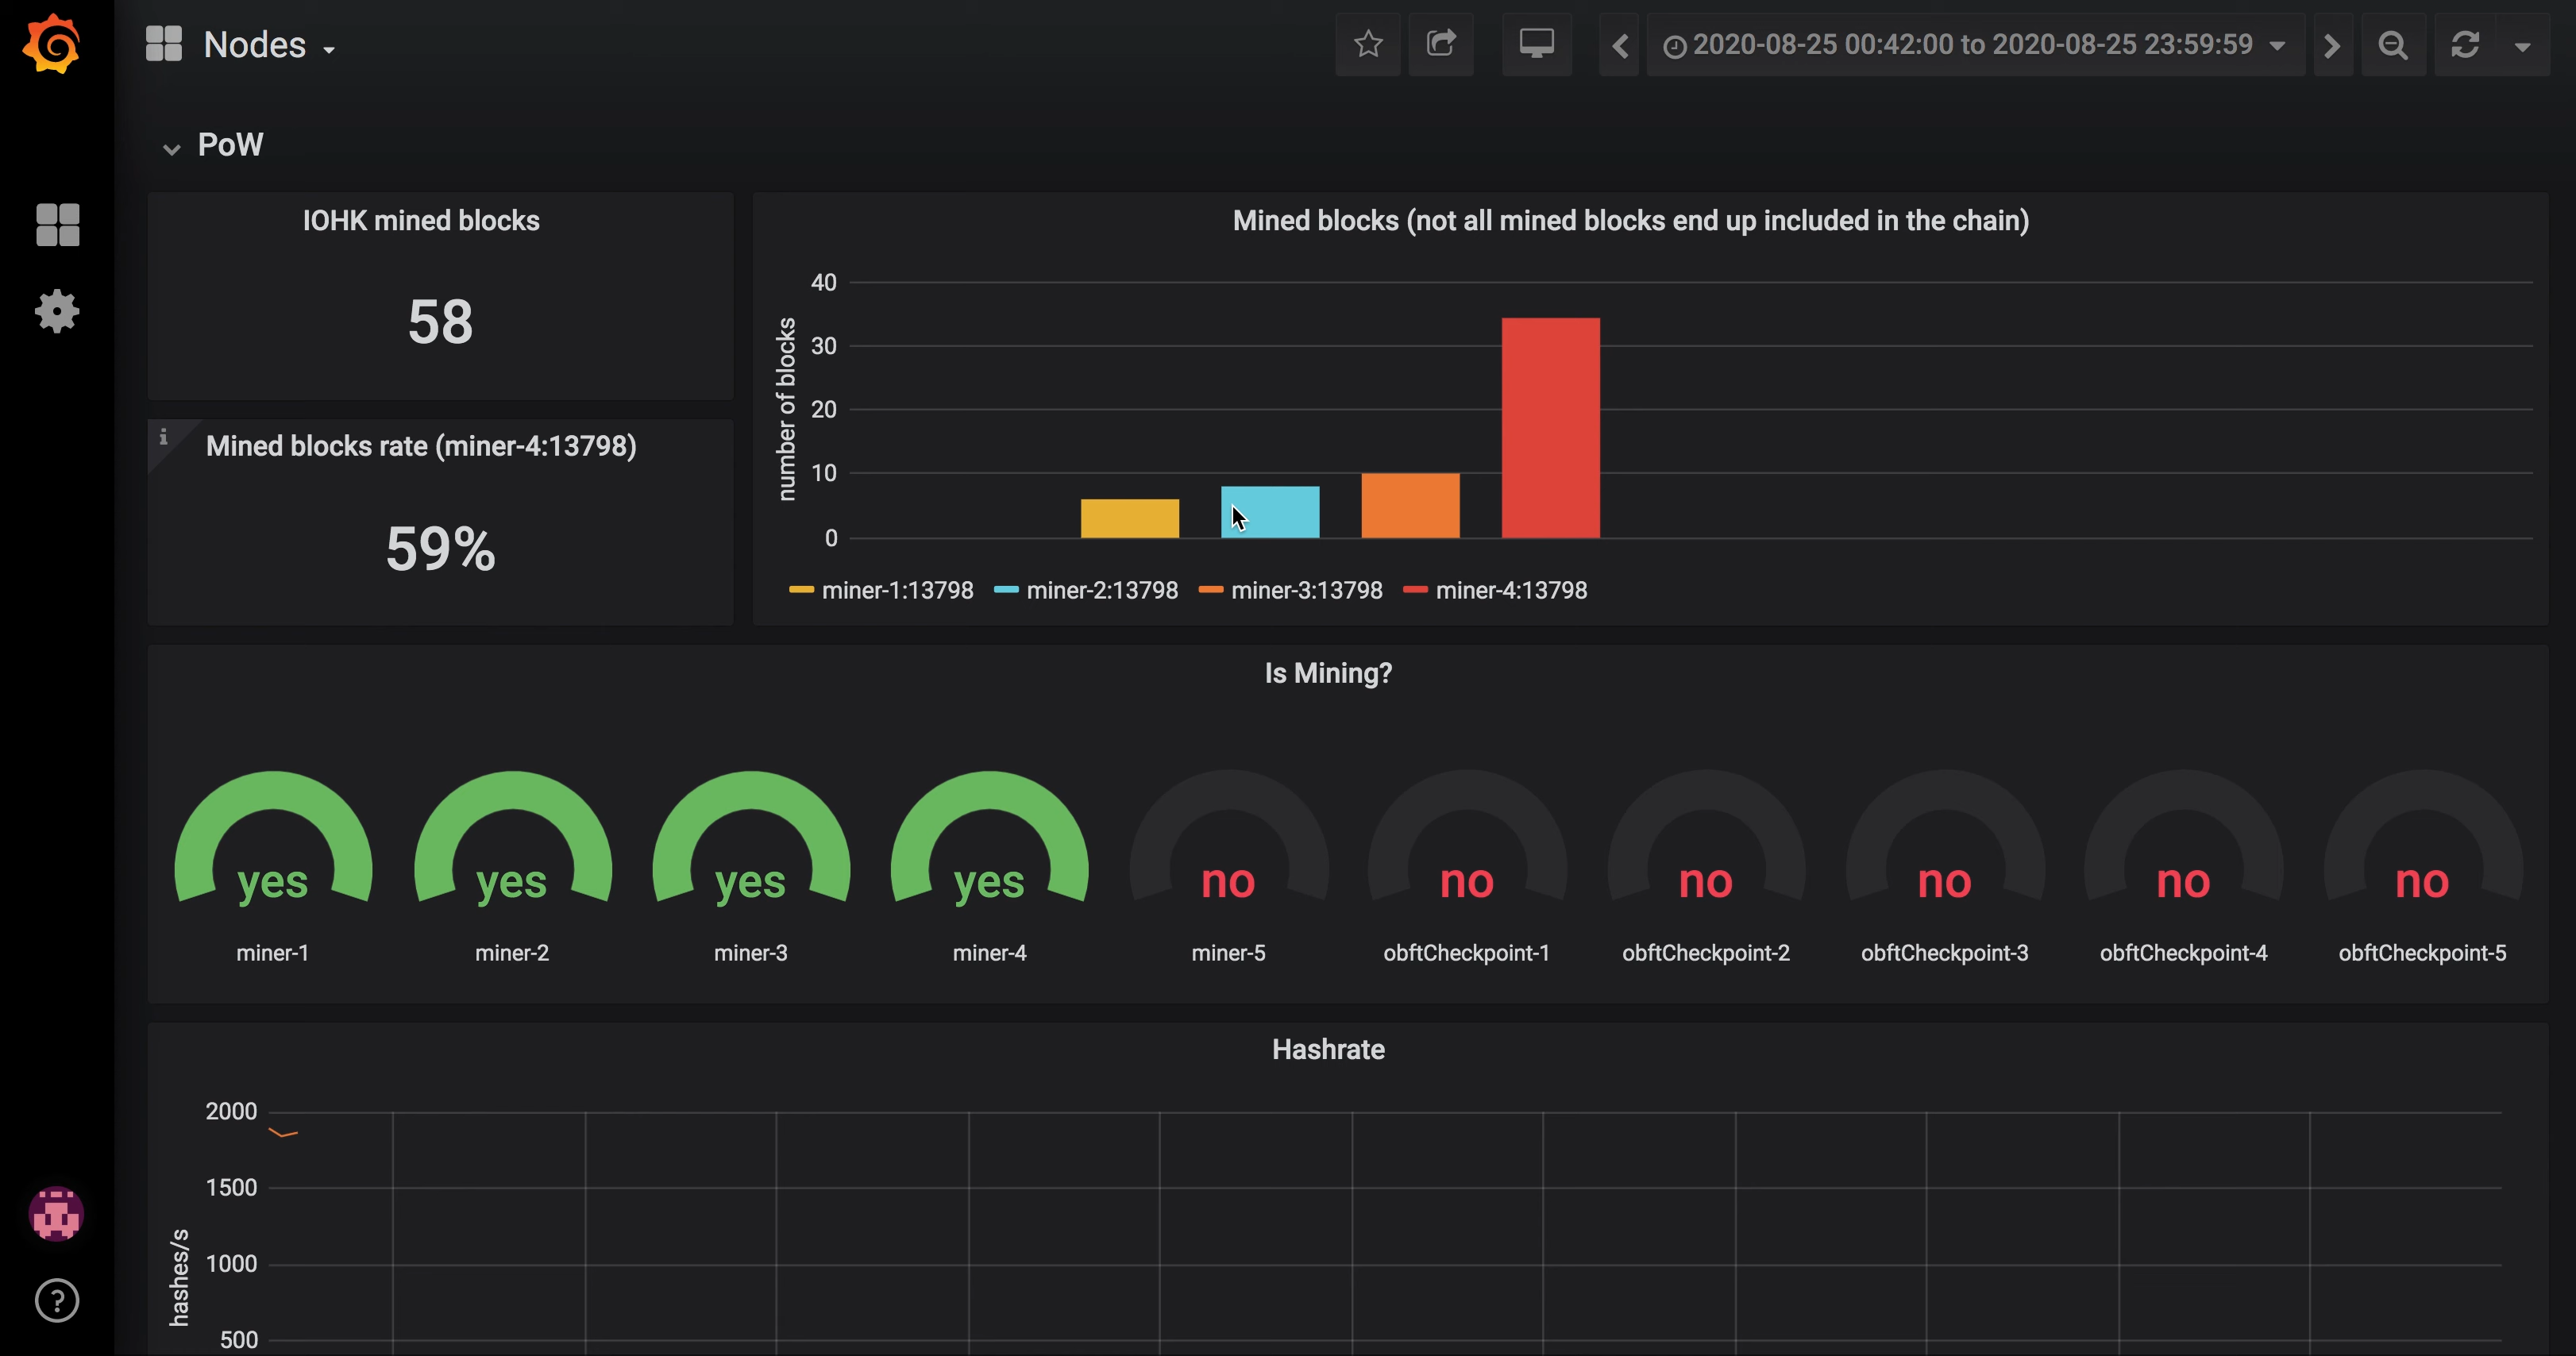 Nodes
2020-08-25 00:42:00 to 2020-08-25 23:59:59
PoW
IOHK mined blocks
58
Mined blocks rate (miner-4:13798)
59%
Mined blocks (not all mined blocks end up included in the chain)
number of blocks
40
30
20
10
0
miner-1:13798 miner-2:13798 miner-3:13798 miner-4:13798
Is Mining?
yes yes yes yes no no no no no no
miner-1 miner-2 miner-3 miner-4 miner-5 obftCheckpoint-1 obftCheckpoint-2 obftCheckpoint-3 obftCheckpoint-4 obftCheckpoint-5
Hashrate
hashes/s
2000
1500
1000
500